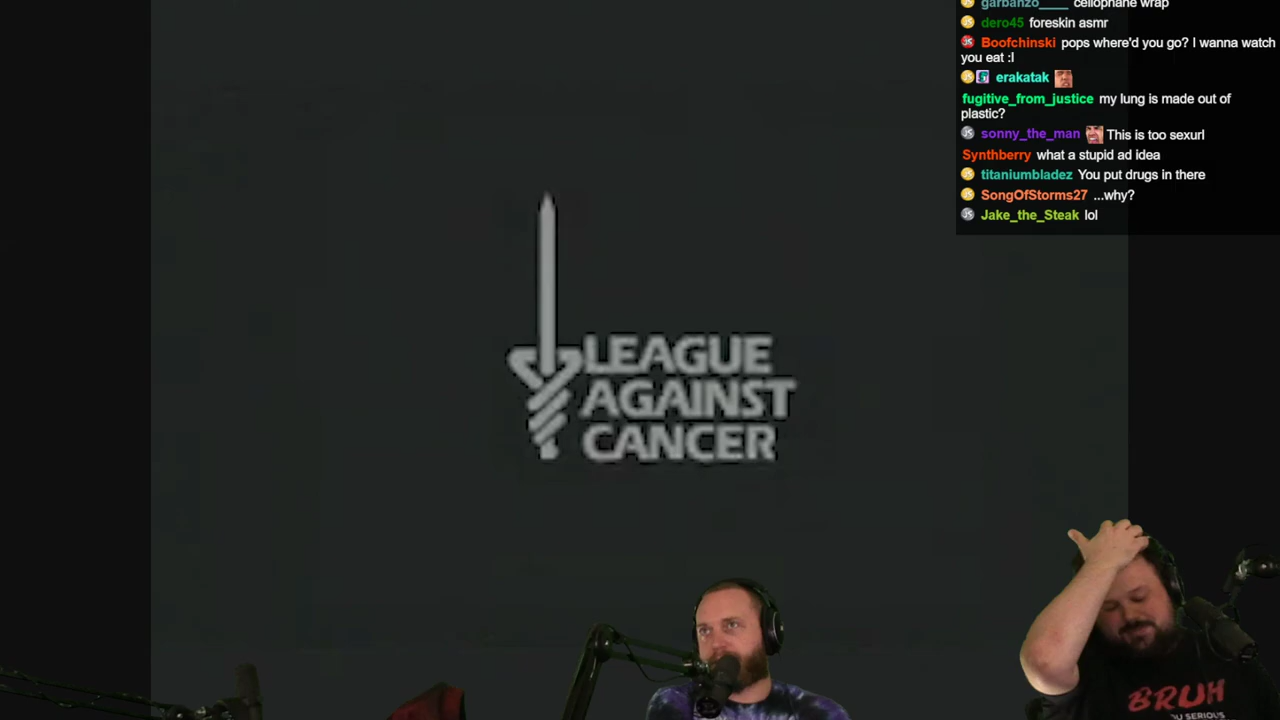 garbanzo____ cellophane wrap
dero45 foreskin asmr
Boofchinski pops where'd you go? I wanna watch
you eat :l
erakatak
fugitive_from_justice my lung is made out of
plastic?
sonny_the_man This is too sexurl
Synthberry what a stupid ad idea
titaniumbladez You put drugs in there
SongOfStorms27 ...why?
Jake_the_Steak lol
LEAGUE
AGAINST
CANCER
BRUH
U SERIOUS